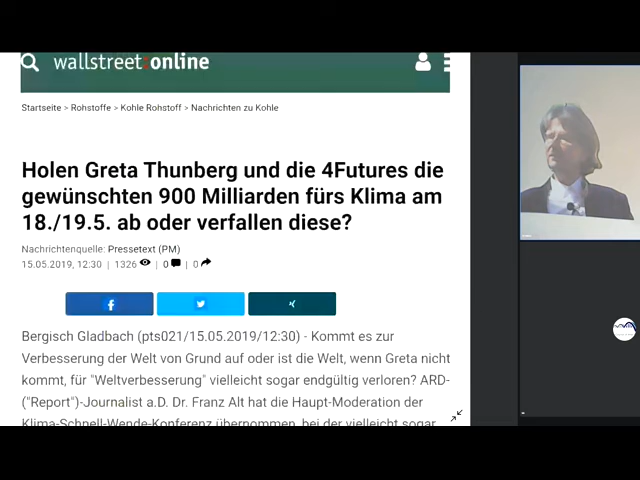 wallstreet:online
Startseite > Rohstoffe > Kohle Rohstoff > Nachrichten zu Kohle
Holen Greta Thunberg und die 4Futures die
gewünschten 900 Milliarden fürs Klima am
18./19.5. ab oder verfallen diese?
Nachrichtenquelle: Pressetext (PM)
15.05.2019, 12:30 | 1326 | 0 | 0
Bergisch Gladbach (pts021/15.05.2019/12:30) - Kommt es zur
Verbesserung der Welt von Grund auf oder ist die Welt, wenn Greta nicht
kommt, für "Weltverbesserung" vielleicht sogar endgültig verloren? ARD-
("Report")-Journalist a.D. Dr. Franz Alt hat die Haupt-Moderation der
Klima-Schnell-Wende-Konferenz übernommen, bei der vielleicht sogar